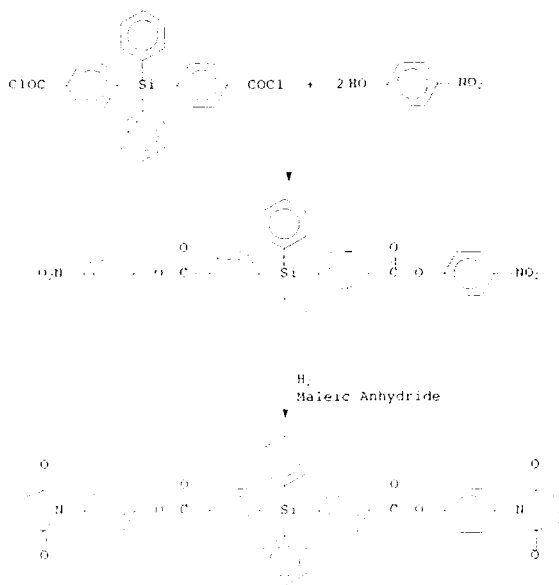 ClOC Si COCl + 2 HO NO2
O O
O2N O C Si C O NO2
H2
Maleic Anhydride
O O O O
N O C Si C O N
O O